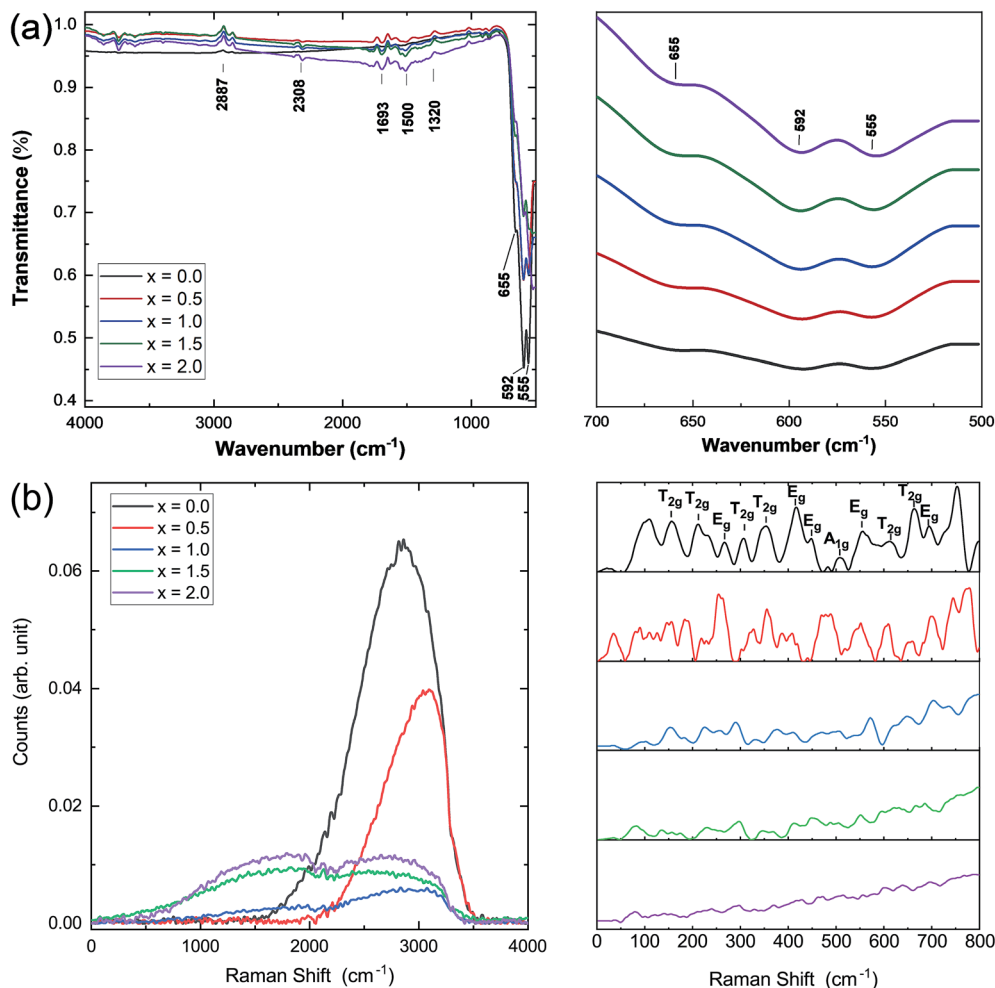 (a)
1.0
0.9
0.8
0.7
0.6
0.5
0.4
Transmittance (%)
2887
2308
1693
1500
1320
655
592
555
x = 0.0
x = 0.5
x = 1.0
x = 1.5
x = 2.0
4000 3000 2000 1000
Wavenumber (cm⁻¹)
655
592
555
700 650 600 550 500
Wavenumber (cm⁻¹)
(b)
x = 0.0
x = 0.5
x = 1.0
x = 1.5
x = 2.0
0.06
0.04
0.02
0.00
Counts (arb. unit)
0 1000 2000 3000 4000
Raman Shift (cm⁻¹)
T2g T2g Eg T2g T2g Eg Eg A1g Eg T2g T2g Eg
0 100 200 300 400 500 600 700 800
Raman Shift (cm⁻¹)